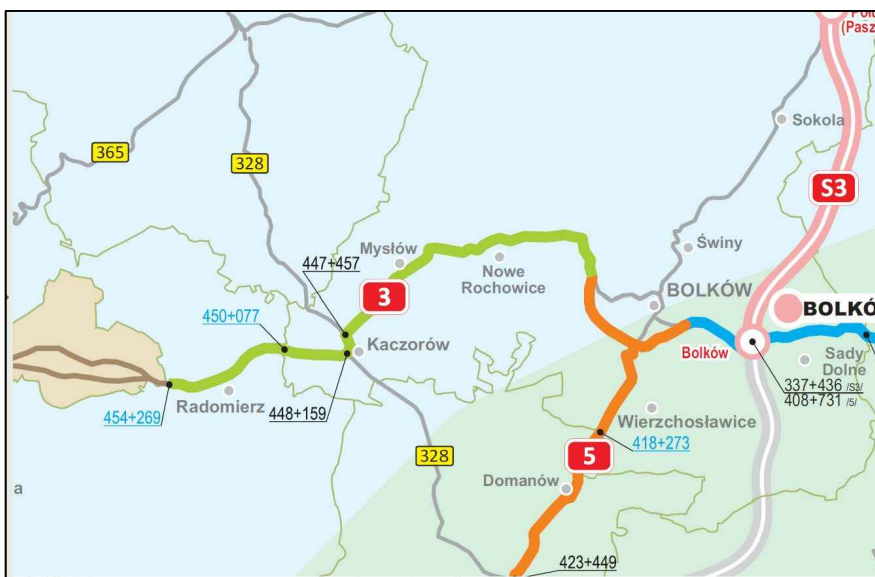 Poł
(Pasz
Sokola
365
328
S3
Świny
Mysłów
447+457
Nowe
Rochowice
3
BOLKÓW
BOLKÓ
450+077
Kaczorów
Bolków
Sady
Dolne
454+269
Radomierz
448+159
337+436 /S3/
408+731 /5/
Wierzchosławice
418+273
328
5
Domanów
a
423+449